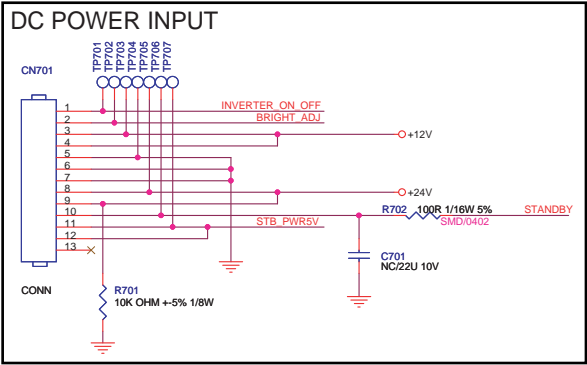 DC POWER INPUT
TP701
TP702
TP703
TP704
TP705
TP706
TP707
CN701
1
2
3
4
5
6
7
8
9
10
11
12
13
INVERTER_ON_OFF
BRIGHT_ADJ
+12V
+24V
R702 100R 1/16W 5%
SMD/0402
STANDBY
STB_PWR5V
C701
NC/22U 10V
CONN
R701
10K OHM +-5% 1/8W